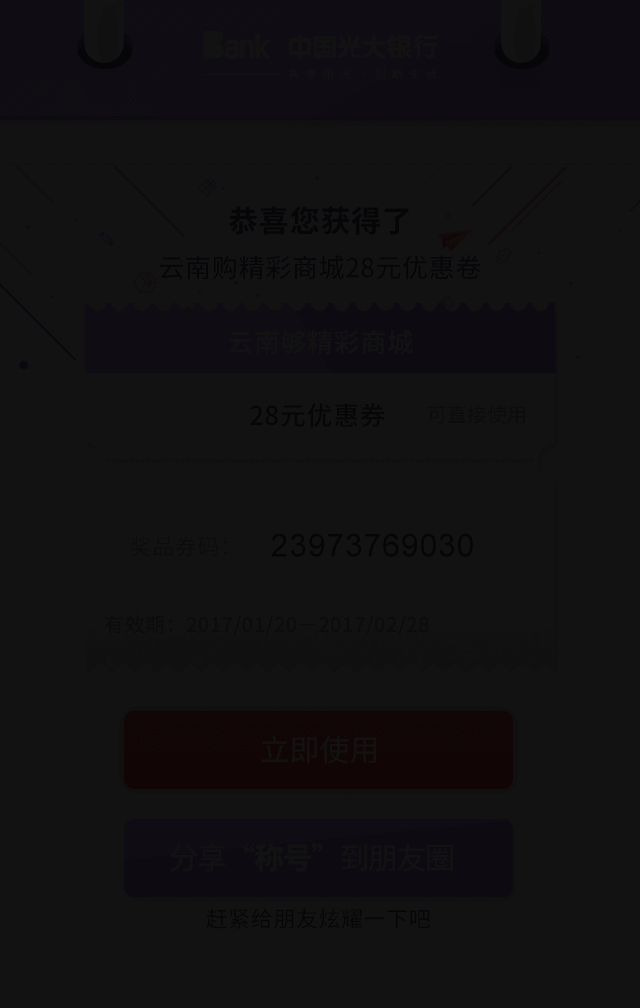 Bank 中国光大银行
恭喜您获得了
云南购精彩商城28元优惠卷
云南够精彩商城
28元优惠券 可直接使用
奖品券码： 23973769030
有效期：2017/01/20－2017/02/28
立即使用
分享“称号”到朋友圈
赶紧给朋友炫耀一下吧